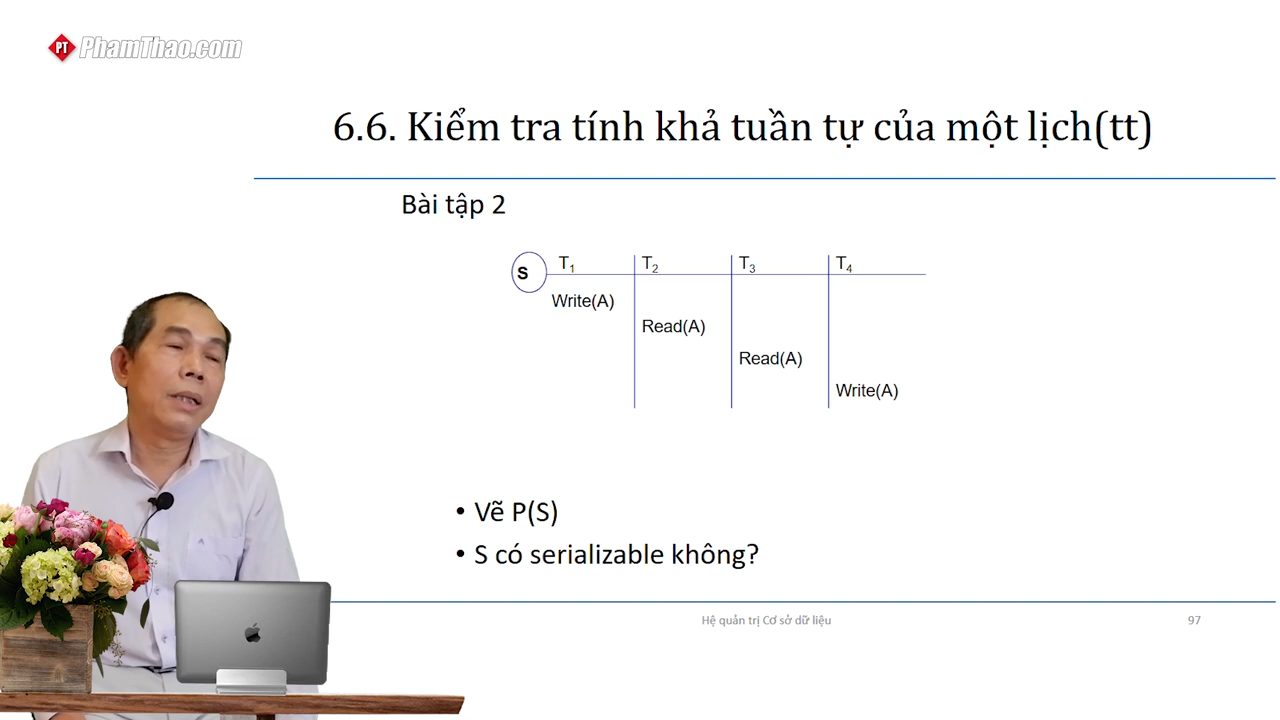 PT PhamThao.com
6.6. Kiểm tra tính khả tuần tự của một lịch(tt)
Bài tập 2
S T1 T2 T3 T4
Write(A)
Read(A)
Read(A)
Write(A)
• Vẽ P(S)
• S có serializable không?
Hệ quản trị Cơ sở dữ liệu 97